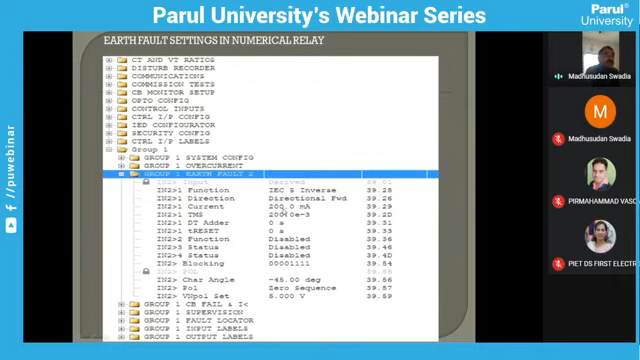 Parul University's Webinar Series
Parul®
University
EARTH FAULT SETTINGS IN NUMERICAL RELAY
CT AND VT RATIOS
DISTURB RECORDER
COMMUNICATIONS
COMMISSION TESTS
CB MONITOR SETUP
OPTO CONFIG
CONTROL INPUTS
CTRL I/P CONFIG
IED CONFIGURATOR
SECURITY CONFIG
CTRL I/P LABELS
Group 1
GROUP 1 SYSTEM CONFIG
GROUP 1 OVERCURRENT
GROUP 1 EARTH FAULT 2
IN2> Input Derived 39.01
IN2>1 Function IEC S Inverse 39.25
IN2>1 Direction Directional Fwd 39.26
IN2>1 Current 200.0 mA 39.29
IN2>1 TMS 39.2D
IN2>1 DT Adder 0 s 39.31
IN2>1 tRESET 0 s 39.33
IN2>2 Function Disabled 39.36
IN2>3 Status Disabled 39.46
IN2>4 Status Disabled 39.4D
IN2> Blocking 00001111 39.54
IN2> POL
IN2> Char Angle -45.00 deg 39.56
IN2> Pol Zero Sequence 39.57
IN2> VNpol Set 5.000 V 39.59
GROUP 1 CB FAIL & I<
GROUP 1 SUPERVISION
GROUP 1 FAULT LOCATOR
GROUP 1 INPUT LABELS
GROUP 1 OUTPUT LABELS
Madhusudan Swadia
M
Madhusudan Swadia
PIRMAHAMMAD VASO
PIET DS FIRST ELECTR
/puwebinar